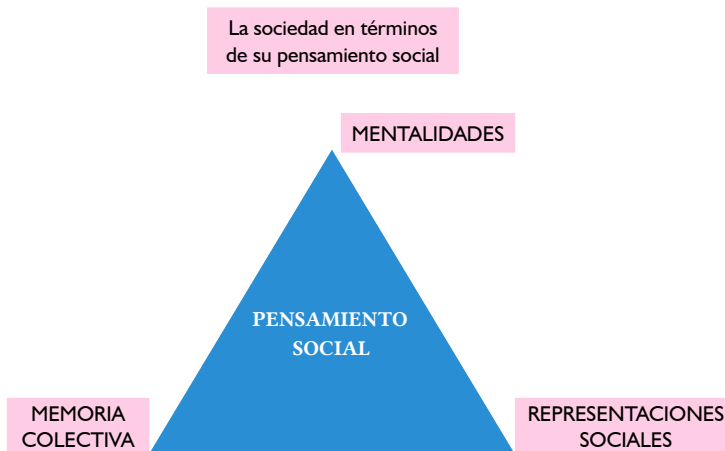 La sociedad en términos
de su pensamiento social
MENTALIDADES
PENSAMIENTO
SOCIAL
MEMORIA
COLECTIVA
REPRESENTACIONES
SOCIALES